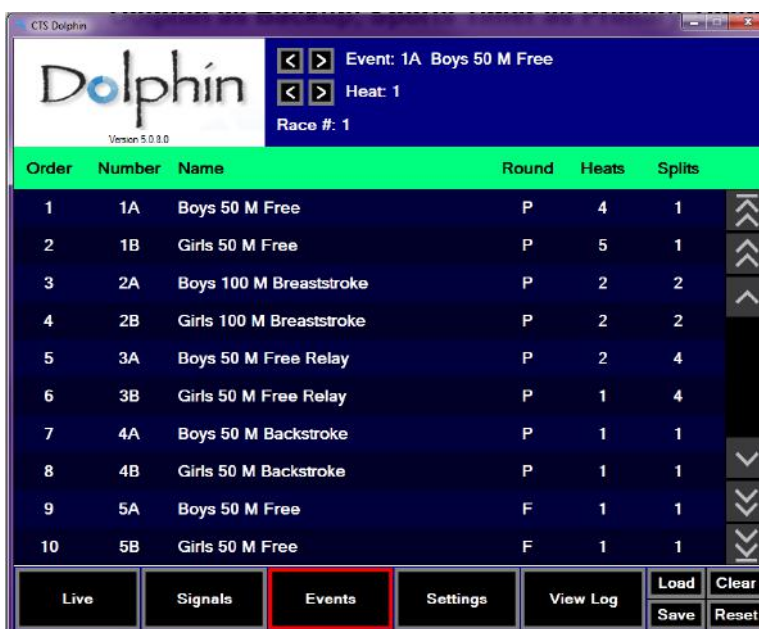 CTS Dolphin
Dolphin
Version 5.0.8.0
< > Event: 1A Boys 50 M Free
< > Heat: 1
Race #: 1
Order Number Name Round Heats Splits
1 1A Boys 50 M Free P 4 1
2 1B Girls 50 M Free P 5 1
3 2A Boys 100 M Breaststroke P 2 2
4 2B Girls 100 M Breaststroke P 2 2
5 3A Boys 50 M Free Relay P 2 4
6 3B Girls 50 M Free Relay P 1 4
7 4A Boys 50 M Backstroke P 1 1
8 4B Girls 50 M Backstroke P 1 1
9 5A Boys 50 M Free F 1 1
10 5B Girls 50 M Free F 1 1
Live Signals Events Settings View Log Load Clear
Save Reset